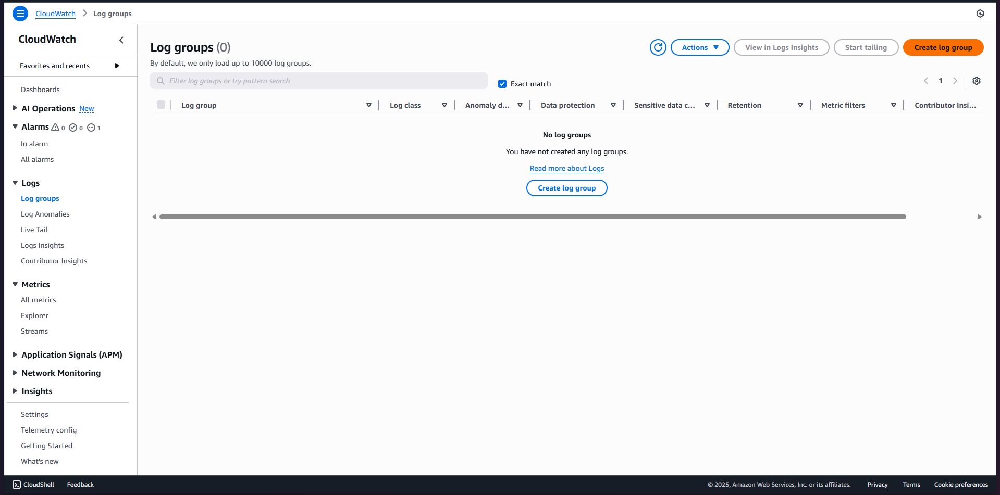 CloudWatch > Log groups
CloudWatch
Favorites and recents
Dashboards
AI Operations New
Alarms 0 0 1
In alarm
All alarms
Logs
Log groups
Log Anomalies
Live Tail
Logs Insights
Contributor Insights
Metrics
All metrics
Explorer
Streams
Application Signals (APM)
Network Monitoring
Insights
Settings
Telemetry config
Getting Started
What's new
Log groups (0)
By default, we only load up to 10000 log groups.
Actions View in Logs Insights Start tailing Create log group
Filter log groups or try pattern search
Exact match
1
Log group Log class Anomaly d... Data protection Sensitive data c... Retention Metric filters Contributor Insi...
No log groups
You have not created any log groups.
Read more about Logs
Create log group
CloudShell Feedback © 2025, Amazon Web Services, Inc. or its affiliates. Privacy Terms Cookie preferences